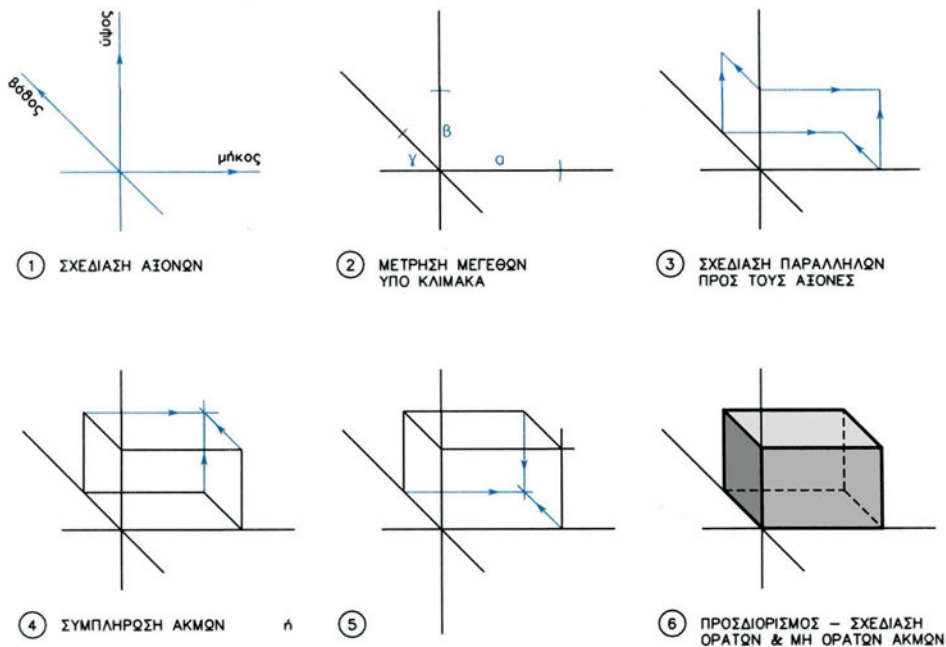 ύψος
βάθος
μήκος
① ΣΧΕΔΙΑΣΗ ΑΞΟΝΩΝ
β
γ
α
② ΜΕΤΡΗΣΗ ΜΕΓΕΘΩΝ
ΥΠΟ ΚΛΙΜΑΚΑ
③ ΣΧΕΔΙΑΣΗ ΠΑΡΑΛΛΗΛΩΝ
ΠΡΟΣ ΤΟΥΣ ΑΞΟΝΕΣ
④ ΣΥΜΠΛΗΡΩΣΗ ΑΚΜΩΝ ή
⑤
⑥ ΠΡΟΣΔΙΟΡΙΣΜΟΣ – ΣΧΕΔΙΑΣΗ
ΟΡΑΤΩΝ & ΜΗ ΟΡΑΤΩΝ ΑΚΜΩΝ